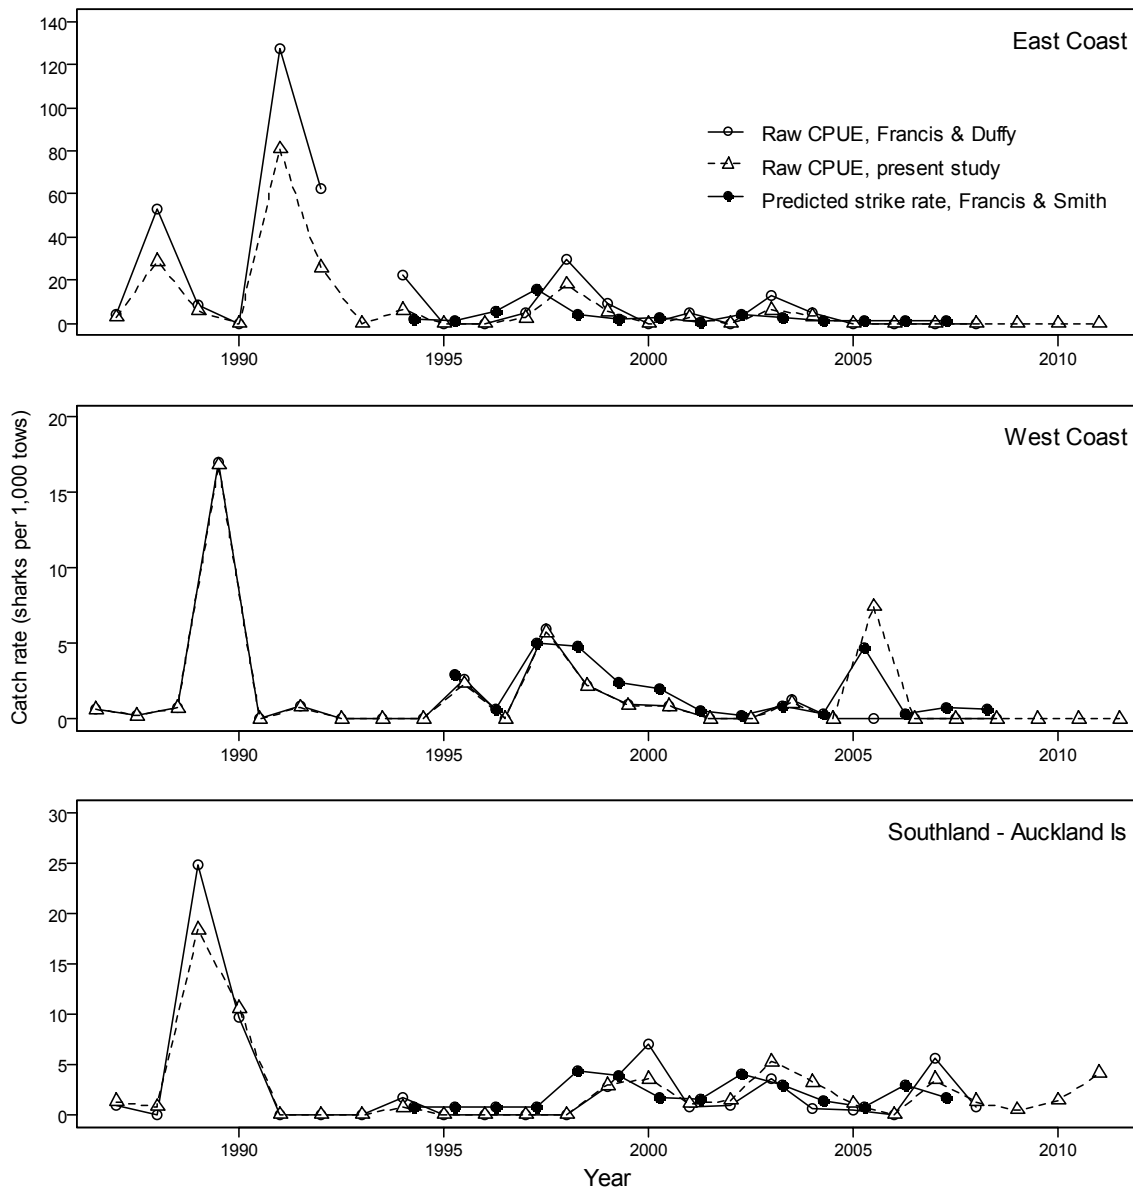 East Coast
140
120
100
80
60
40
20
0
Raw CPUE, Francis & Duffy
Raw CPUE, present study
Predicted strike rate, Francis & Smith
1990 1995 2000 2005 2010
Catch rate (sharks per 1,000 tows)
West Coast
20
15
10
5
0
1990 1995 2000 2005 2010
Southland - Auckland Is
30
25
20
15
10
5
0
1990 1995 2000 2005 2010
Year